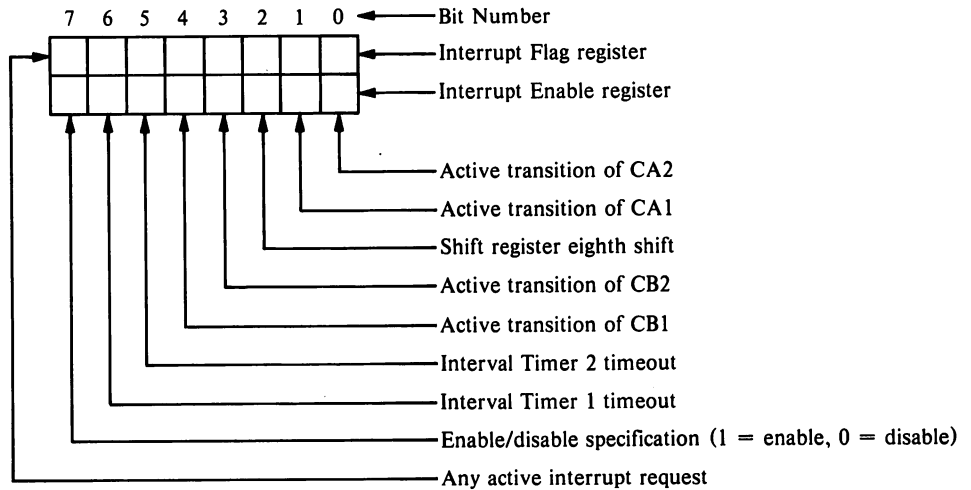 7 6 5 4 3 2 1 0 Bit Number
Interrupt Flag register
Interrupt Enable register
Active transition of CA2
Active transition of CA1
Shift register eighth shift
Active transition of CB2
Active transition of CB1
Interval Timer 2 timeout
Interval Timer 1 timeout
Enable/disable specification (1 = enable, 0 = disable)
Any active interrupt request